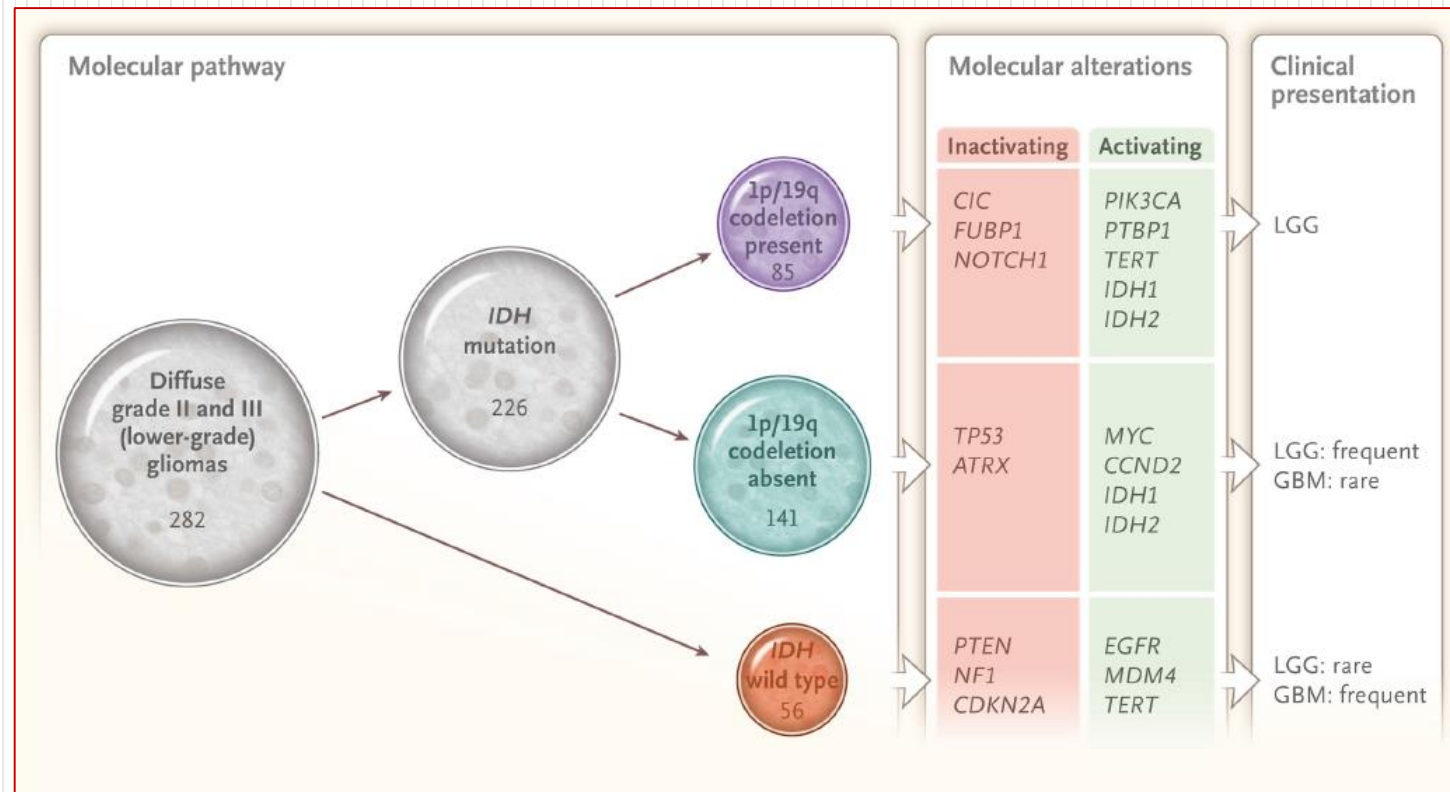 Molecular pathway
Diffuse
grade II and III
(lower-grade)
gliomas
282
IDH
mutation
226
1p/19q
codeletion
present
85
1p/19q
codeletion
absent
141
IDH
wild type
56
Molecular alterations
Inactivating
Activating
CIC
FUBP1
NOTCH1
PIK3CA
PTBP1
TERT
IDH1
IDH2
TP53
ATRX
MYC
CCND2
IDH1
IDH2
PTEN
NF1
CDKN2A
EGFR
MDM4
TERT
Clinical
presentation
LGG
LGG: frequent
GBM: rare
LGG: rare
GBM: frequent